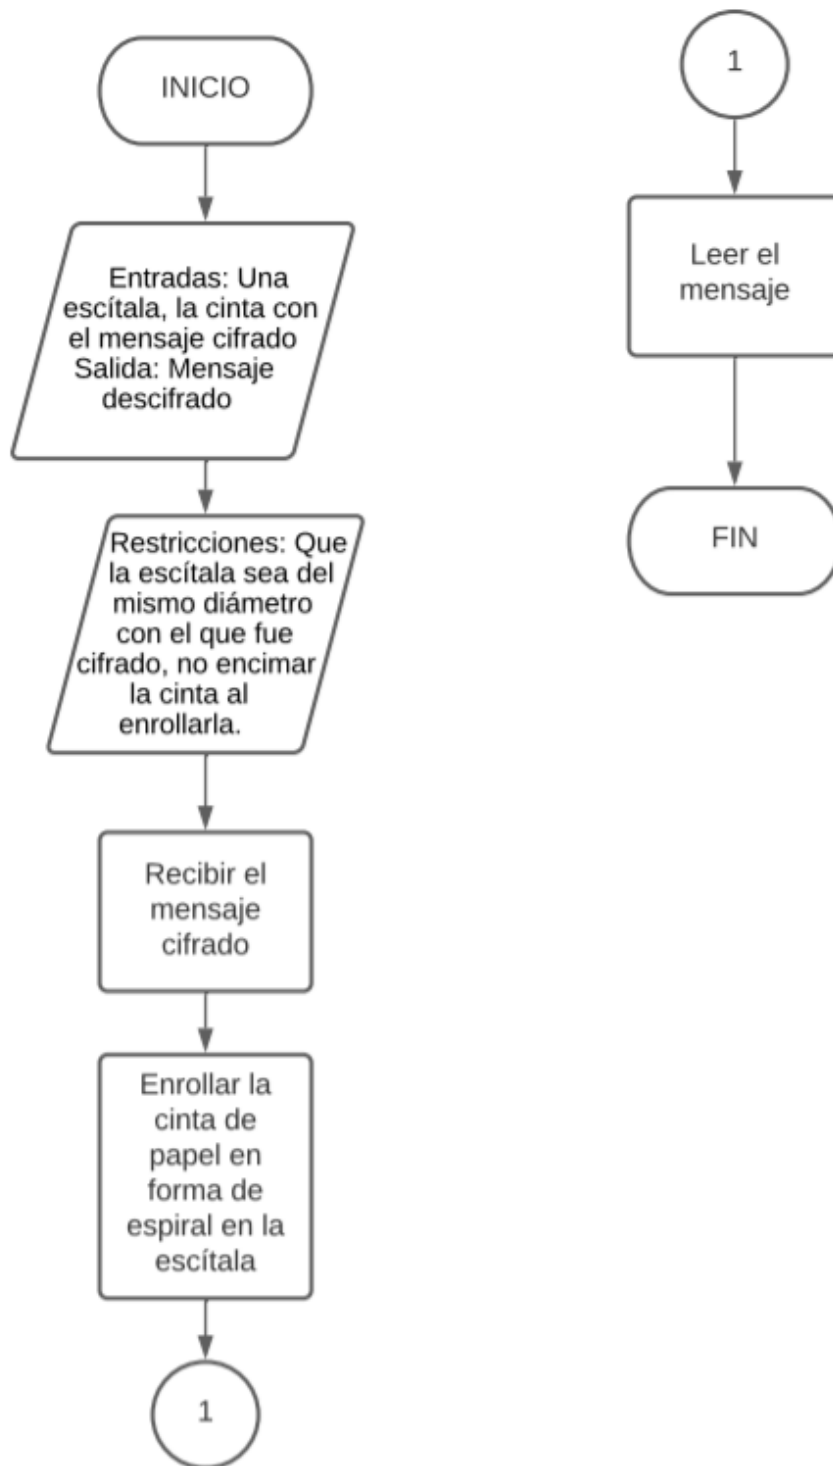 INICIO
Entradas: Una
escítala, la cinta con
el mensaje cifrado
Salida: Mensaje
descifrado
Restricciones: Que
la escítala sea del
mismo diámetro
con el que fue
cifrado, no encimar
la cinta al
enrollarla.
Recibir el
mensaje
cifrado
Enrollar la
cinta de
papel en
forma de
espiral en la
escítala
1
1
Leer el
mensaje
FIN